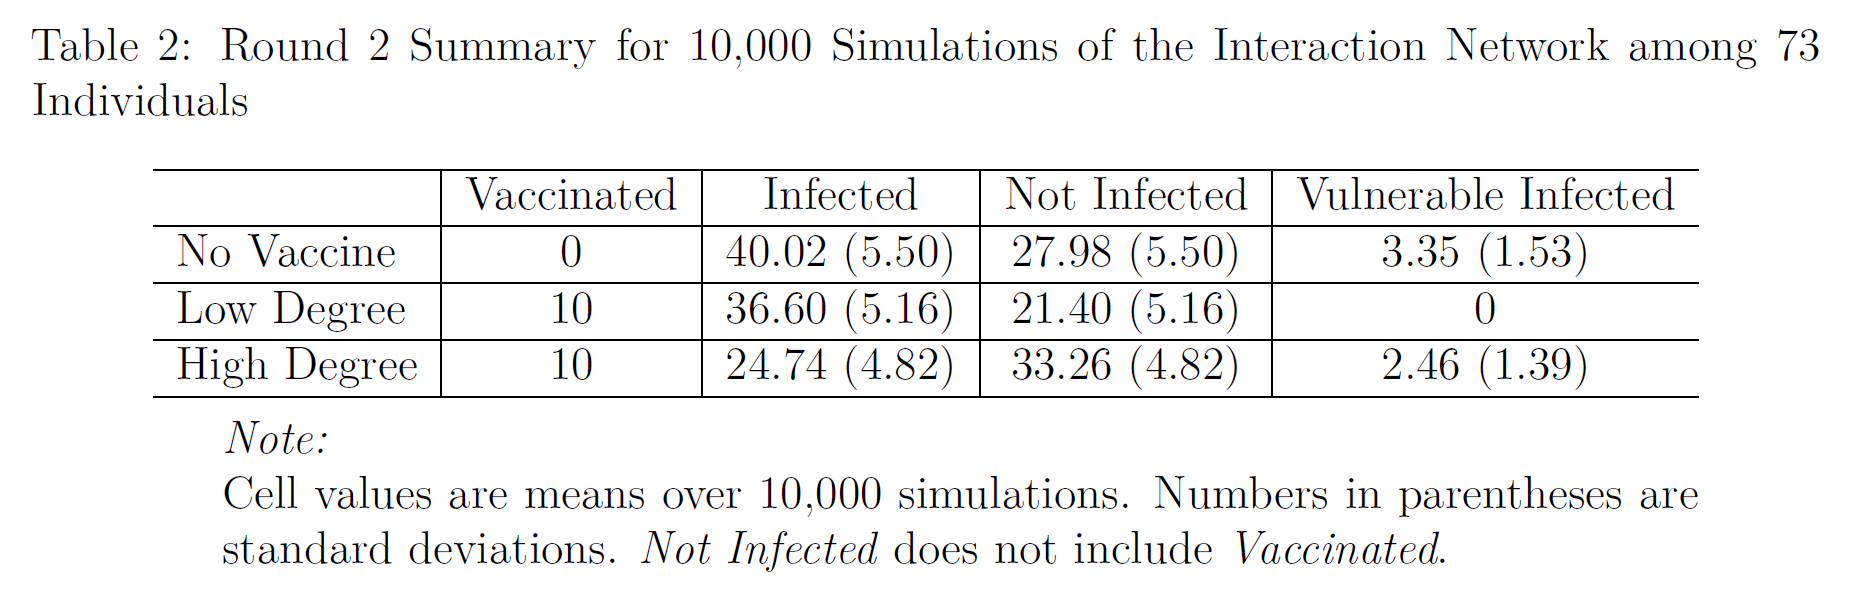 Table 2: Round 2 Summary for 10,000 Simulations of the Interaction Network among 73
Individuals
Vaccinated Infected Not Infected Vulnerable Infected
No Vaccine 0 40.02 (5.50) 27.98 (5.50) 3.35 (1.53)
Low Degree 10 36.60 (5.16) 21.40 (5.16) 0
High Degree 10 24.74 (4.82) 33.26 (4.82) 2.46 (1.39)
Note:
Cell values are means over 10,000 simulations. Numbers in parentheses are
standard deviations. Not Infected does not include Vaccinated.